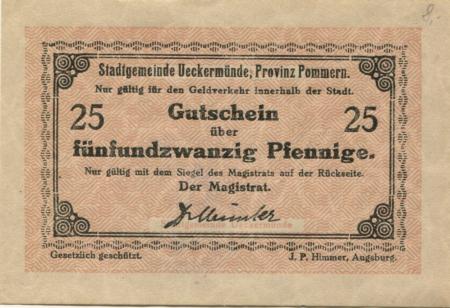 Stadtgemeinde Ueckermünde, Provinz Pommern.
Nur gültig für den Geldverkehr innerhalb der Stadt.
25 Gutschein 25
über
fünfundzwanzig Pfennige.
Nur gültig mit dem Siegel des Magistrats auf der Rückseite.
Der Magistrat.
Gesetzlich geschützt. J. P. Himmer, Augsburg.